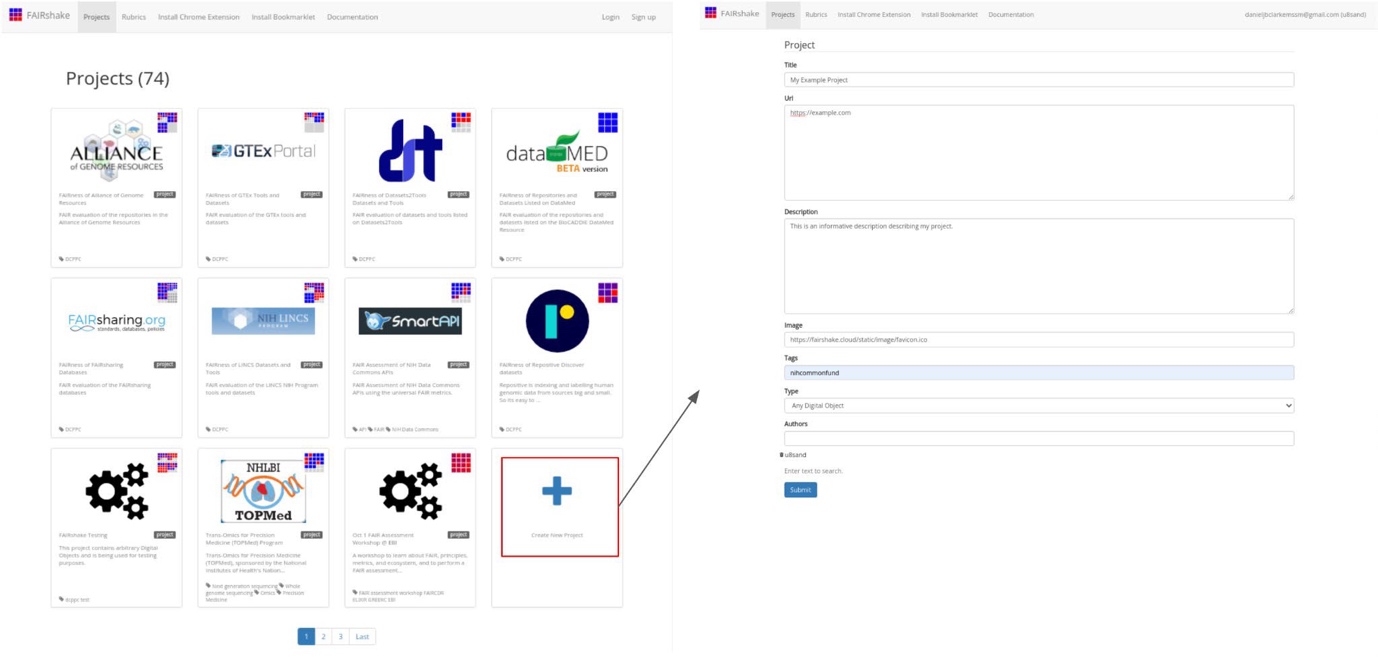 FAIRshake Projects Rubrics Install Chrome Extension Install Bookmarklet Documentation Login Sign up
Projects (74)
ALLIANCE
of GENOME RESOURCES
FAIRness of Alliance of Genome
Resources
project
FAIR evaluation of the repositories in the
Alliance of Genome Resources
DCPPC
GTEx Portal
FAIRness of GTEx Tools and
Datasets
project
FAIR evaluation of the GTEx tools and
datasets
DCPPC
dt
FAIRness of Datasets2Tools
Datasets and Tools
project
FAIR evaluation of datasets and tools listed
on Datasets2Tools
DCPPC
dataMED
BETA version
FAIRness of Repositories and
Datasets Listed on DataMed
project
FAIR evaluation of the repositories and
datasets listed on the BioCADDIE DataMed
Resource
DCPPC
FAIRsharing.org
standards, databases, policies
FAIRness of FAIRsharing
Databases
project
FAIR evaluation of the FAIRsharing
databases
DCPPC
NIH LINCS
PROGRAM
FAIRness of LINCS Datasets and
Tools
project
FAIR evaluation of the LINCS NIH Program
tools and datasets
DCPPC
SmartAPI
FAIR Assessment of NIH Data
Commons APIs
project
FAIR Assessment of NIH Data Commons
APIs using the universal FAIR metrics.
API FAIR NIH Data Commons
FAIRness of Repositive Discover
datasets
project
Repositive is indexing and labelling human
genomic data from sources big and small.
So its easy to ...
DCPPC
FAIRshake Testing
project
This project contains arbitrary Digital
Objects and is being used for testing
purposes.
dcppc test
NHLBI
TOPMed
Trans-Omics for Precision
Medicine (TOPMed) Program
project
Trans-Omics for Precision Medicine
(TOPMed), sponsored by the National
Institutes of Health's Nation...
Next generation sequencing Whole
genome sequencing Omics Precision
Medicine
Oct 1 FAIR Assessment
Workshop @ EBI
project
A workshop to learn about FAIR, principles,
metrics, and ecosystem, and to perform a
FAIR assessment...
FAIR assessment workshop FAIRCDR
ELIXIR EBI
Create New Project
1 2 3 Last
FAIRshake Projects Rubrics Install Chrome Extension Install Bookmarklet Documentation danieljbclarkemssm@gmail.com (u8sand)
Project
Title
My Example Project
Url
https://example.com
Description
This is an informative description describing my project.
Image
https://fairshake.cloud/static/image/favicon.ico
Tags
nihcommonfund
Type
Any Digital Object
Authors
u8sand
Enter text to search.
Submit